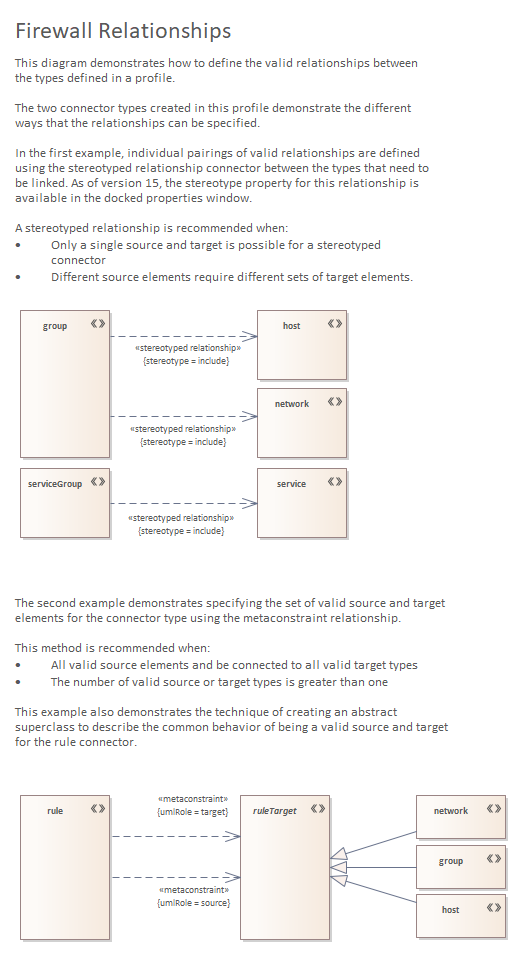 Firewall Relationships
This diagram demonstrates how to define the valid relationships between
the types defined in a profile.
The two connector types created in this profile demonstrate the different
ways that the relationships can be specified.
In the first example, individual pairings of valid relationships are defined
using the stereotyped relationship connector between the types that need to
be linked. As of version 15, the stereotype property for this relationship is
available in the docked properties window.
A stereotyped relationship is recommended when:
• Only a single source and target is possible for a stereotyped
connector
• Different source elements require different sets of target elements.
group
host
«stereotyped relationship»
{stereotype = include}
network
«stereotyped relationship»
{stereotype = include}
serviceGroup
service
«stereotyped relationship»
{stereotype = include}
The second example demonstrates specifying the set of valid source and target
elements for the connector type using the metaconstraint relationship.
This method is recommended when:
• All valid source elements and be connected to all valid target types
• The number of valid source or target types is greater than one
This example also demonstrates the technique of creating an abstract
superclass to describe the common behavior of being a valid source and target
for the rule connector.
«metaconstraint»
{umlRole = target}
rule
ruleTarget
network
group
«metaconstraint»
{umlRole = source}
host